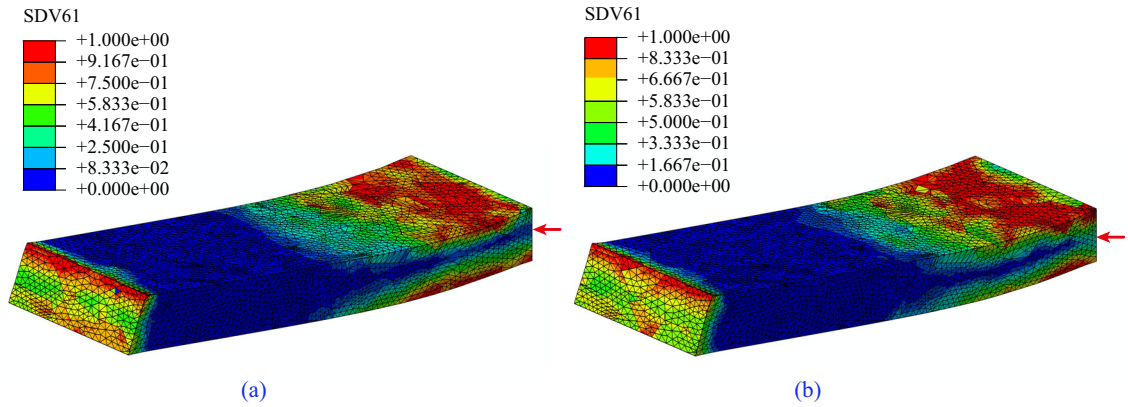 SDV61
+1.000e+00
+9.167e−01
+7.500e−01
+5.833e−01
+4.167e−01
+2.500e−01
+8.333e−02
+0.000e+00
(a)
SDV61
+1.000e+00
+8.333e−01
+6.667e−01
+5.833e−01
+5.000e−01
+3.333e−01
+1.667e−01
+0.000e+00
(b)